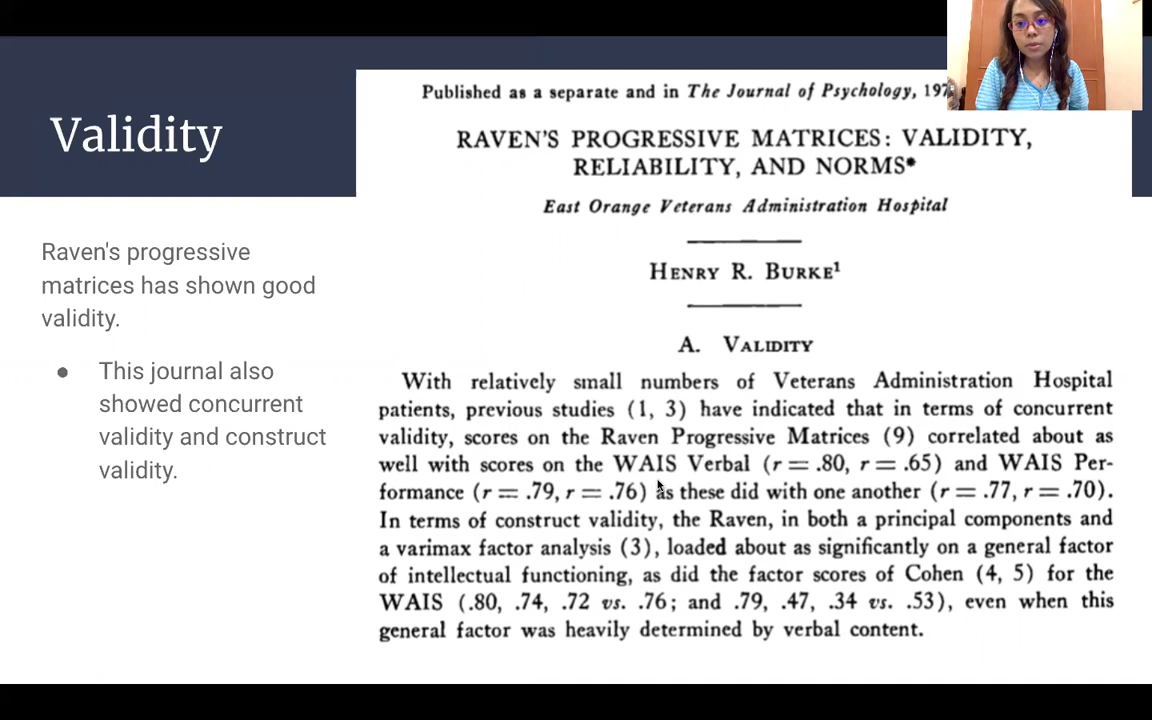 Validity
Raven's progressive
matrices has shown good
validity.
● This journal also
showed concurrent
validity and construct
validity.
Published as a separate and in The Journal of Psychology, 197
RAVEN'S PROGRESSIVE MATRICES: VALIDITY,
RELIABILITY, AND NORMS*
East Orange Veterans Administration Hospital
HENRY R. BURKE¹
A. VALIDITY
With relatively small numbers of Veterans Administration Hospital
patients, previous studies (1, 3) have indicated that in terms of concurrent
validity, scores on the Raven Progressive Matrices (9) correlated about as
well with scores on the WAIS Verbal (r = .80, r = .65) and WAIS Per-
formance (r = .79, r = .76) as these did with one another (r = .77, r = .70).
In terms of construct validity, the Raven, in both a principal components and
a varimax factor analysis (3), loaded about as significantly on a general factor
of intellectual functioning, as did the factor scores of Cohen (4, 5) for the
WAIS (.80, .74, .72 vs. .76; and .79, .47, .34 vs. .53), even when this
general factor was heavily determined by verbal content.